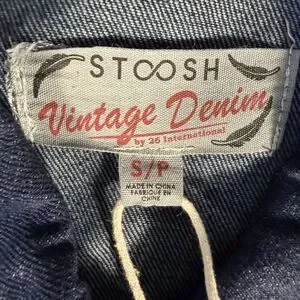 STOOSH
Vintage Denim
by 26 International
S/P
MADE IN CHINA
FABRIQUÉ EN
CHINE